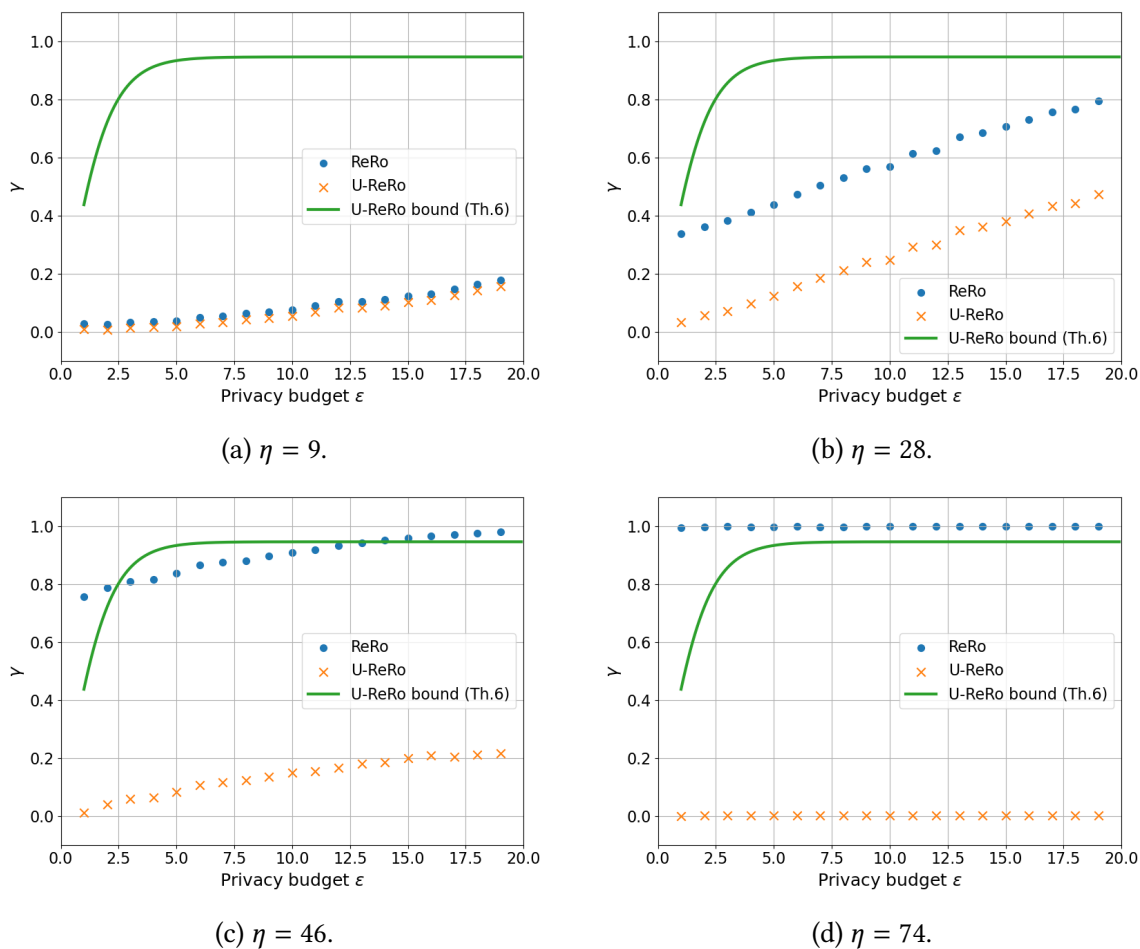 1.0
0.8
0.6
0.4
0.2
0.0
γ
ReRo
U-ReRo
U-ReRo bound (Th.6)
0.0 2.5 5.0 7.5 10.0 12.5 15.0 17.5 20.0
Privacy budget ε
(a) η = 9.
1.0
0.8
0.6
0.4
0.2
0.0
γ
ReRo
U-ReRo
U-ReRo bound (Th.6)
0.0 2.5 5.0 7.5 10.0 12.5 15.0 17.5 20.0
Privacy budget ε
(b) η = 28.
1.0
0.8
0.6
0.4
0.2
0.0
γ
ReRo
U-ReRo
U-ReRo bound (Th.6)
0.0 2.5 5.0 7.5 10.0 12.5 15.0 17.5 20.0
Privacy budget ε
(c) η = 46.
1.0
0.8
0.6
0.4
0.2
0.0
γ
ReRo
U-ReRo
U-ReRo bound (Th.6)
0.0 2.5 5.0 7.5 10.0 12.5 15.0 17.5 20.0
Privacy budget ε
(d) η = 74.